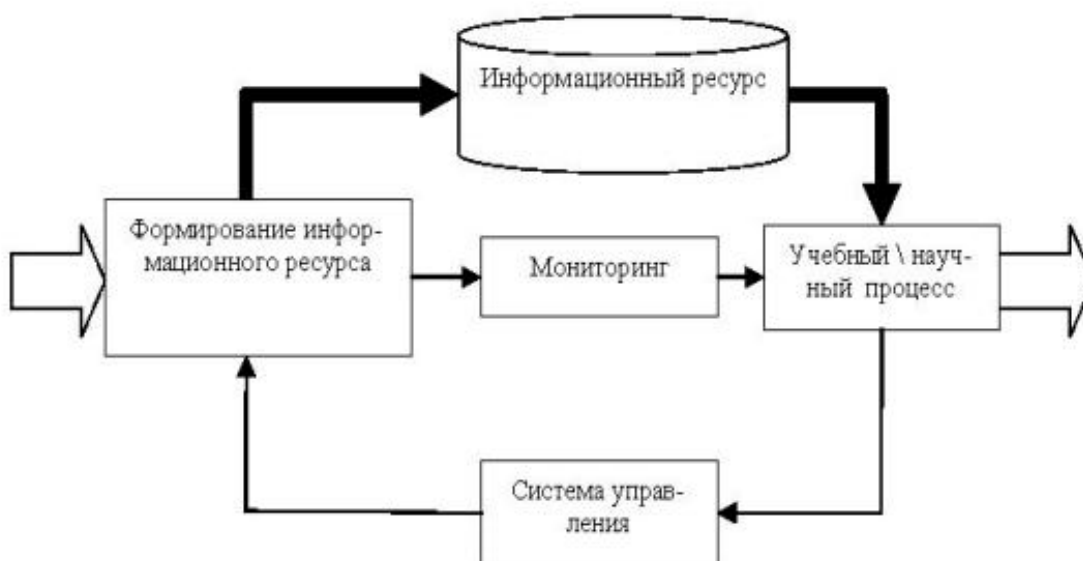 Информационный ресурс
Формирование инфор-
мационного ресурса
Мониторинг
Учебный \ науч-
ный процесс
Система управ-
ления